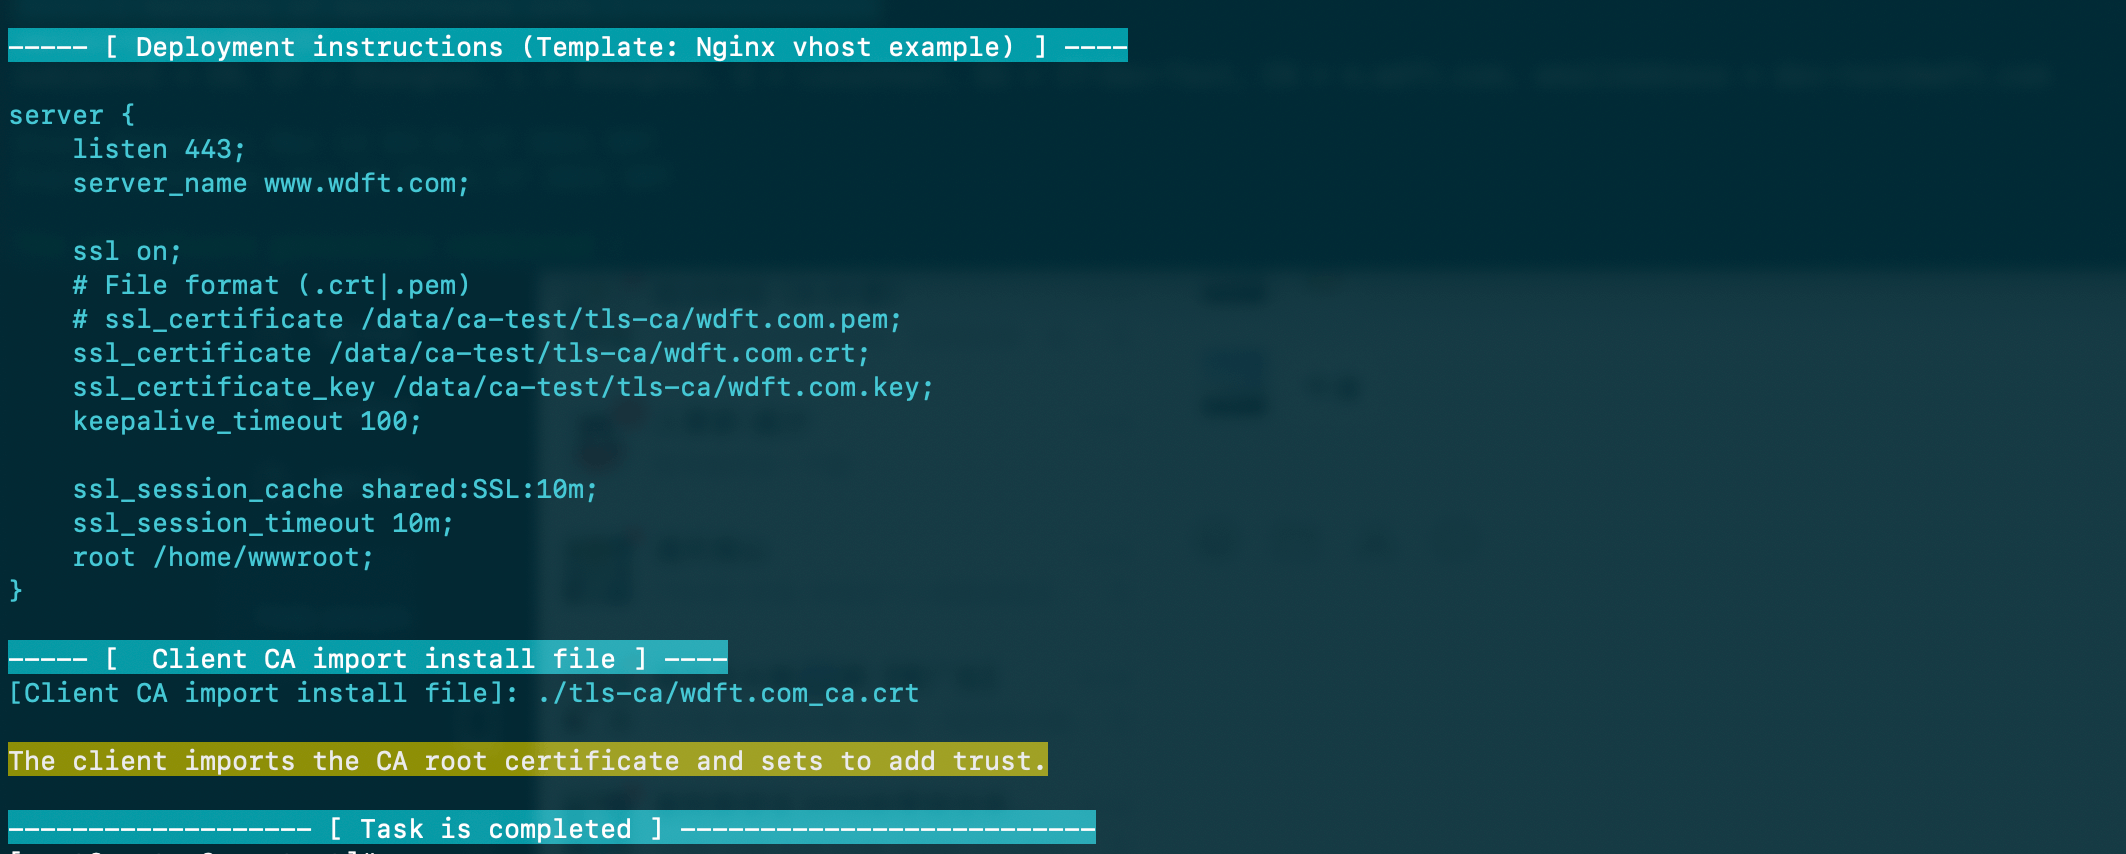 ----- [ Deployment instructions (Template: Nginx vhost example) ] ----
server {
    listen 443;
    server_name www.wdft.com;
    ssl on;
    # File format (.crt|.pem)
    # ssl_certificate /data/ca-test/tls-ca/wdft.com.pem;
    ssl_certificate /data/ca-test/tls-ca/wdft.com.crt;
    ssl_certificate_key /data/ca-test/tls-ca/wdft.com.key;
    keepalive_timeout 100;
    ssl_session_cache shared:SSL:10m;
    ssl_session_timeout 10m;
    root /home/wwwroot;
}
----- [  Client CA import install file ] ----
[Client CA import install file]: ./tls-ca/wdft.com_ca.crt
The client imports the CA root certificate and sets to add trust.
------------------- [ Task is completed ] --------------------------